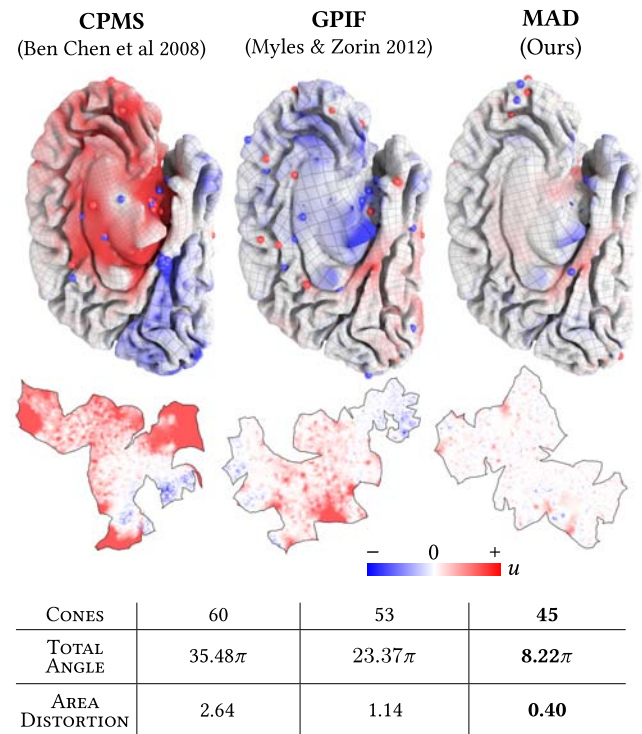 CPMS GPIF MAD
(Ben Chen et al 2008) (Myles & Zorin 2012) (Ours)
− 0 + u
CONES 60 53 45
TOTAL ANGLE 35.48π 23.37π 8.22π
AREA DISTORTION 2.64 1.14 0.40